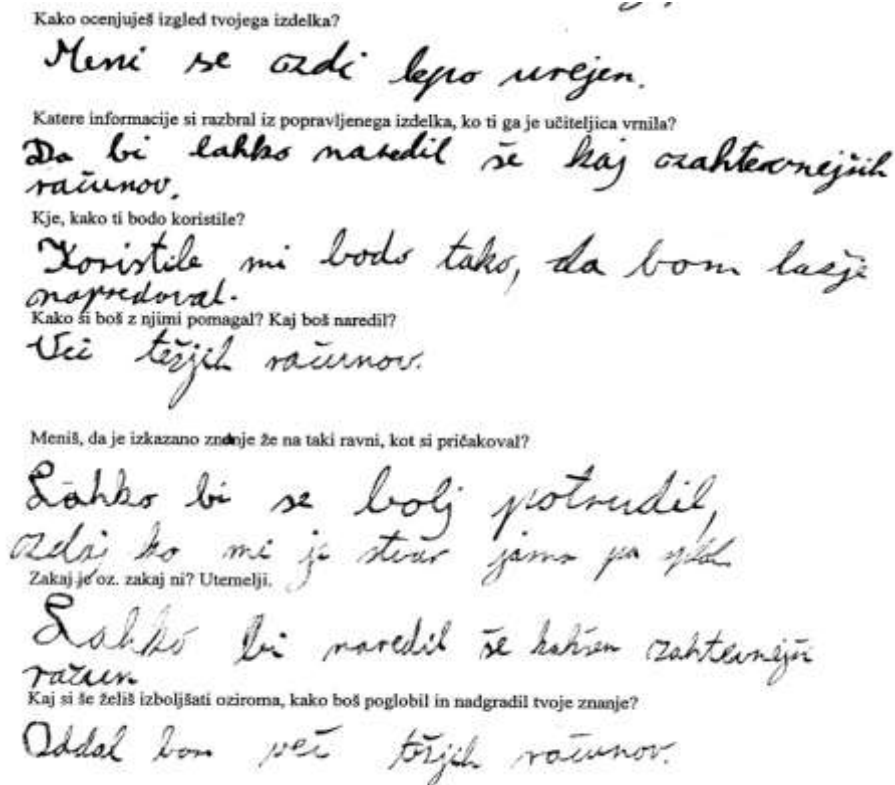 Kako ocenjuješ izgled tvojega izdelka?
Meni se ozdi lepo urejen.
Katere informacije si razbral iz popravljenega izdelka, ko ti ga je učiteljica vrnila?
Da bi lahko naredil še kaj zahtevnejših
računov.
Kje, kako ti bodo koristile?
Koristile mi bodo tako, da bom lažje
napredoval.
Kako si boš z njimi pomagal? Kaj boš naredil?
Več težjih računov.
Meniš, da je izkazano znanje že na taki ravni, kot si pričakoval?
Lahko bi se bolj potrudil,
zdaj ko mi je stvar jasna pa sploh
Zakaj je oz. zakaj ni? Utemelji.
Lahko bi naredil še kakšen zahtevnejši
račun
Kaj si še želiš izboljšati oziroma, kako boš poglobil in nadgradil tvoje znanje?
Oddal bom več težjih računov.